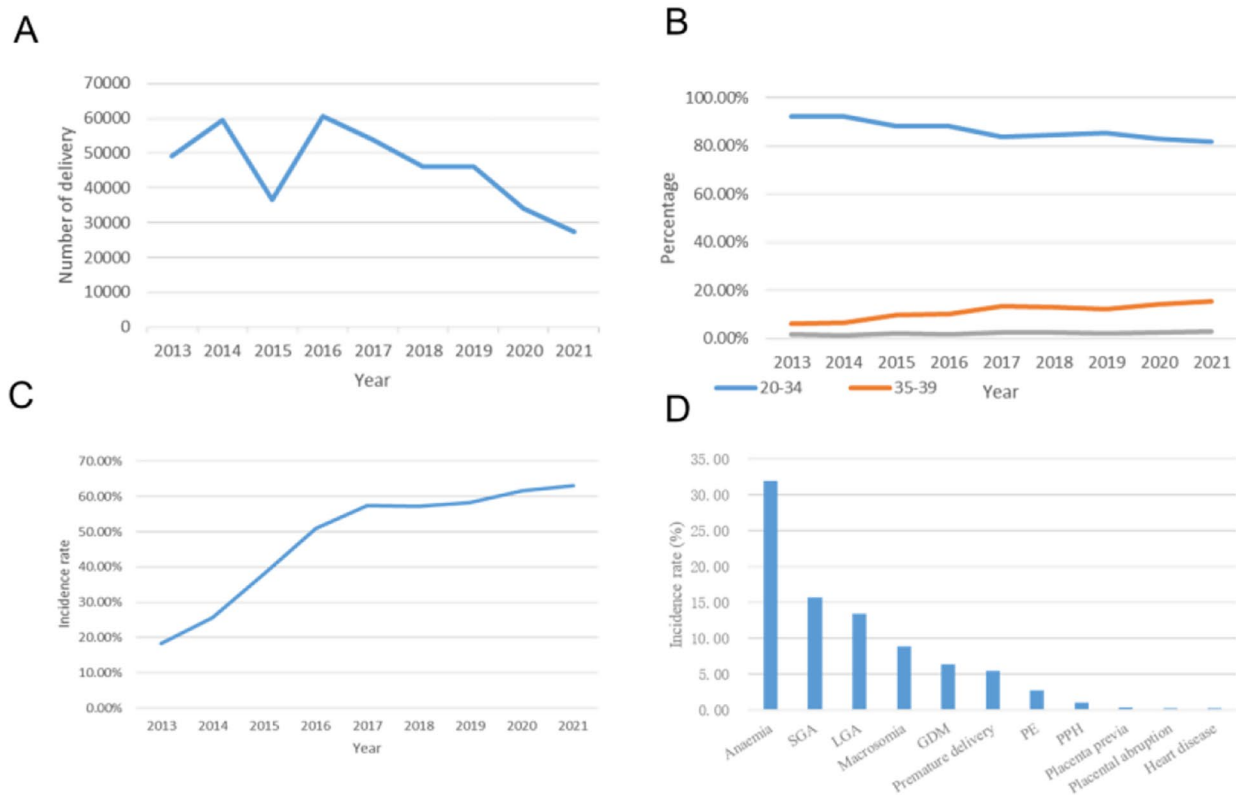 A
70000
60000
50000
40000
30000
20000
10000
0
Number of delivery
2013 2014 2015 2016 2017 2018 2019 2020 2021
Year
B
100.00%
80.00%
60.00%
40.00%
20.00%
0.00%
Percentage
2013 2014 2015 2016 2017 2018 2019 2020 2021
20-34 35-39 Year
C
70.00%
60.00%
50.00%
40.00%
30.00%
20.00%
10.00%
0.00%
Incidence rate
2013 2014 2015 2016 2017 2018 2019 2020 2021
Year
D
35.00
30.00
25.00
20.00
15.00
10.00
5.00
0.00
Incidence rate (%)
Anaemia
SGA
LGA
Macrosomia
GDM
Premature delivery
PE
PPH
Placenta previa
Placental abruption
Heart disease